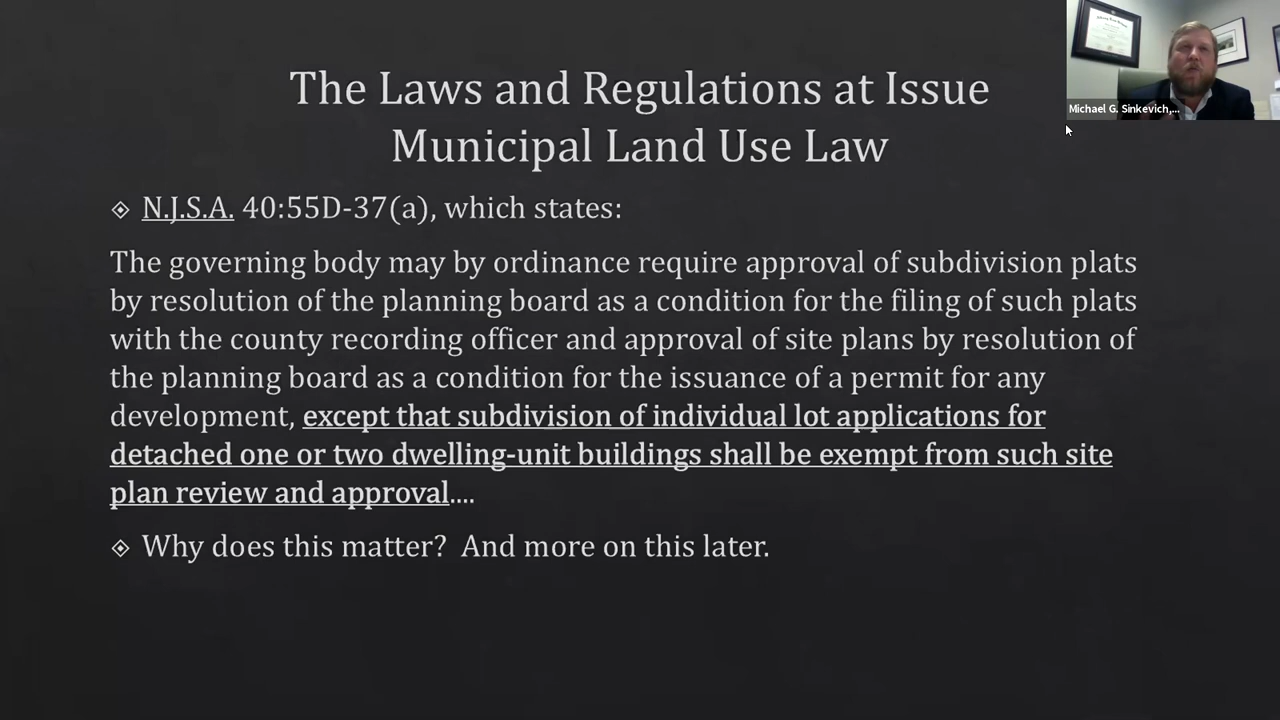 The Laws and Regulations at Issue
Municipal Land Use Law
Michael G. Sinkevich,...
N.J.S.A. 40:55D-37(a), which states:
The governing body may by ordinance require approval of subdivision plats
by resolution of the planning board as a condition for the filing of such plats
with the county recording officer and approval of site plans by resolution of
the planning board as a condition for the issuance of a permit for any
development, except that subdivision of individual lot applications for
detached one or two dwelling-unit buildings shall be exempt from such site
plan review and approval....
Why does this matter?  And more on this later.